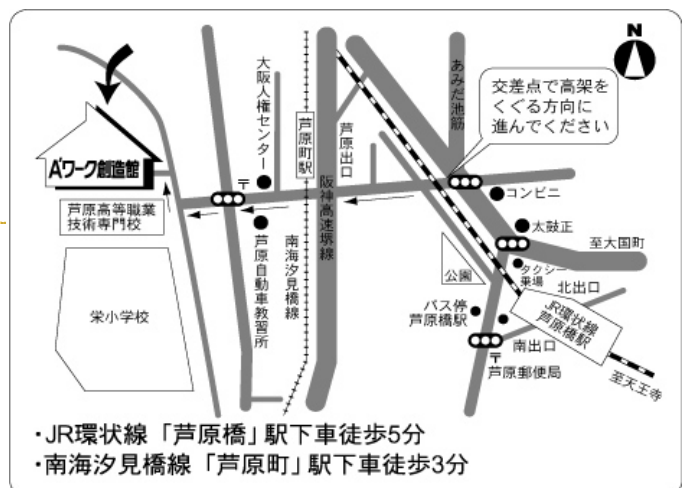 N
交差点で高架を
くぐる方向に
進んでください
あみだ池筋
大阪人権センター
芦原町駅
芦原出口
A´ワーク創造館
芦原高等職業
技術専門校
〒
阪神高速堺線
コンビニ
太鼓正
至大国町
タクシー
乗場
北出口
公園
バス停
芦原橋駅
JR環状線
芦原橋駅
南出口
〒
芦原郵便局
至天王寺
芦原自動車教習所
南海汐見橋線
栄小学校
・JR環状線「芦原橋」駅下車徒歩5分
・南海汐見橋線「芦原町」駅下車徒歩3分